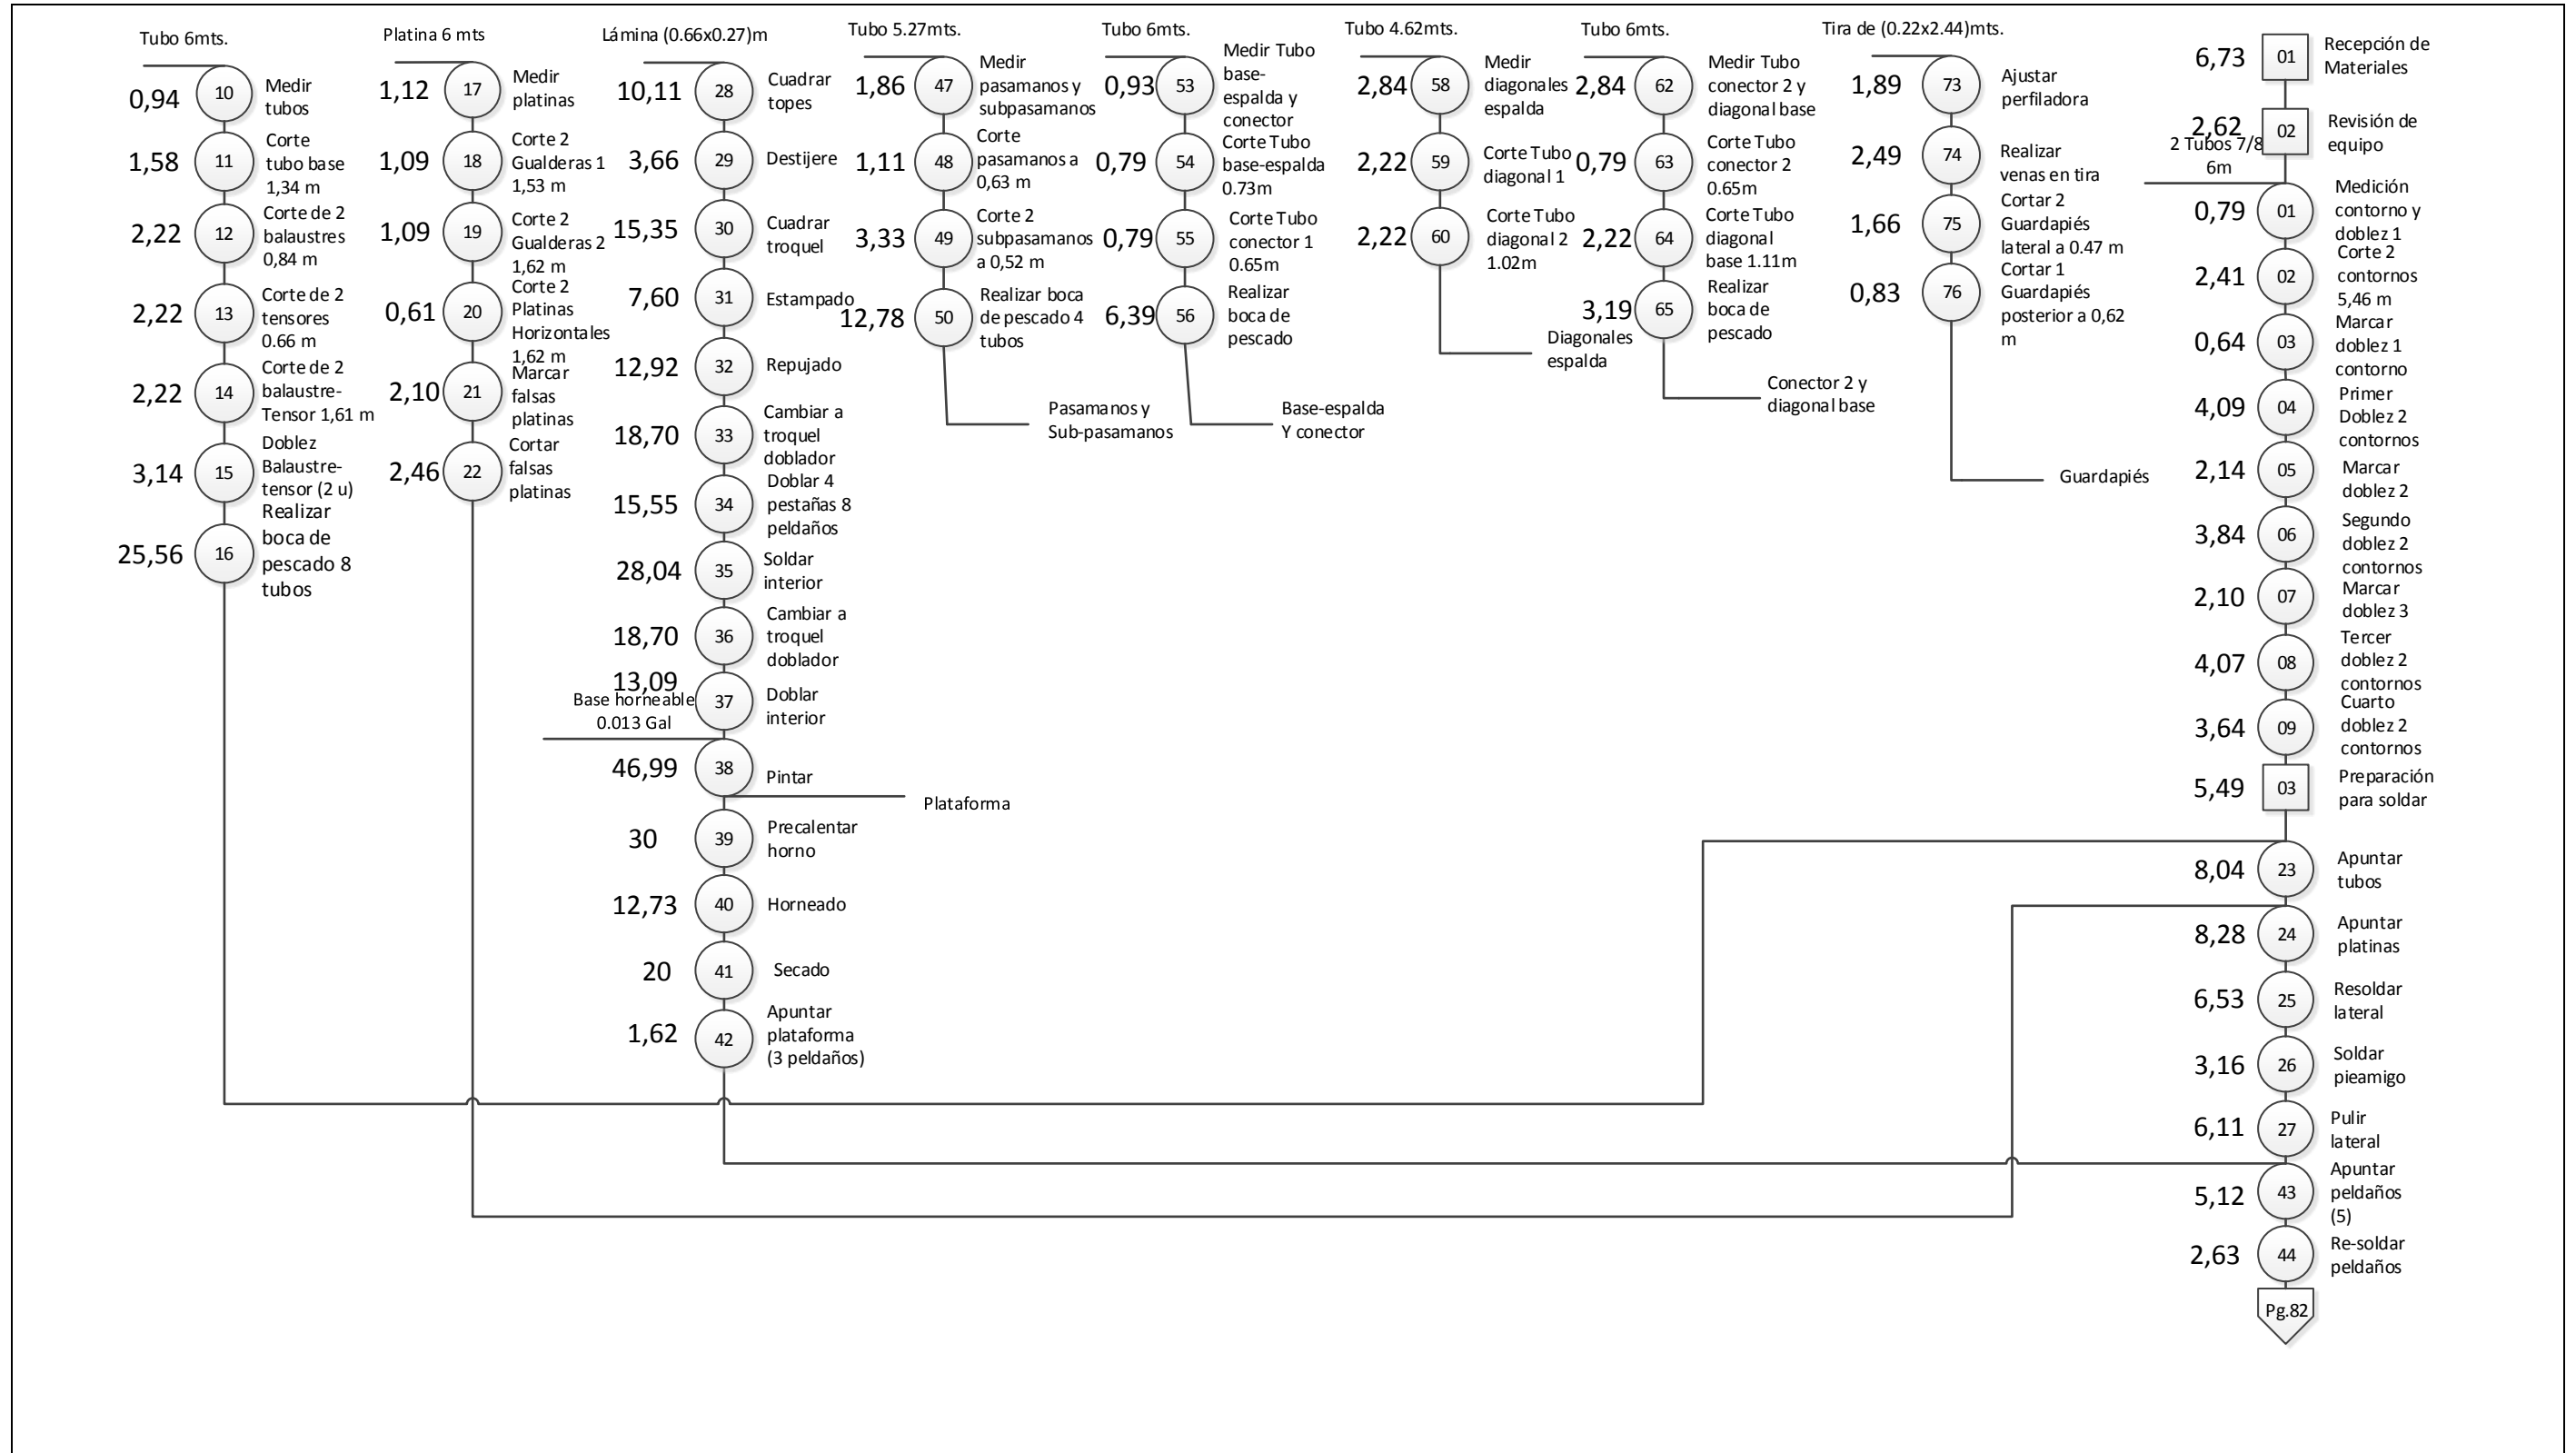 Tubo 6mts.
0,94
10
Medir
tubos
1,58
11
Corte
tubo base
1,34 m
2,22
12
Corte de 2
balaustres
0,84 m
2,22
13
Corte de 2
tensores
0.66 m
2,22
14
Corte de 2
balaustre-
Tensor 1,61 m
3,14
15
Doblez
Balaustre-
tensor (2 u)
25,56
16
Realizar
boca de
pescado 8
tubos
Platina 6 mts
1,12
17
Medir
platinas
1,09
18
Corte 2
Gualderas 1
1,53 m
1,09
19
Corte 2
Gualderas 2
1,62 m
0,61
20
Corte 2
Platinas
Horizontales
1,62 m
2,10
21
Marcar
falsas
platinas
2,46
22
Cortar
falsas
platinas
Lámina (0.66x0.27)m
10,11
28
Cuadrar
topes
3,66
29
Destijere
15,35
30
Cuadrar
troquel
7,60
31
Estampado
12,92
32
Repujado
18,70
33
Cambiar a
troquel
doblador
15,55
34
Doblar 4
pestañas 8
peldaños
28,04
35
Soldar
interior
18,70
36
Cambiar a
troquel
doblador
13,09
37
Doblar
interior
Base horneable
0.013 Gal
46,99
38
Pintar
Plataforma
30
39
Precalentar
horno
12,73
40
Horneado
20
41
Secado
1,62
42
Apuntar
plataforma
(3 peldaños)
Tubo 5.27mts.
1,86
47
Medir
pasamanos y
subpasamanos
1,11
48
Corte
pasamanos a
0,63 m
3,33
49
Corte 2
subpasamanos
a 0,52 m
12,78
50
Realizar boca
de pescado 4
tubos
Pasamanos y
Sub-pasamanos
Tubo 6mts.
0,93
53
Medir Tubo
base-
espalda y
conector
0,79
54
Corte Tubo
base-espalda
0.73m
0,79
55
Corte Tubo
conector 1
0.65m
6,39
56
Realizar
boca de
pescado
Base-espalda
Y conector
Tubo 4.62mts.
2,84
58
Medir
diagonales
espalda
2,22
59
Corte Tubo
diagonal 1
2,22
60
Corte Tubo
diagonal 2
1.02m
Diagonales
espalda
Tubo 6mts.
2,84
62
Medir Tubo
conector 2 y
diagonal base
0,79
63
Corte Tubo
conector 2
0.65m
2,22
64
Corte Tubo
diagonal
base 1.11m
3,19
65
Realizar
boca de
pescado
Conector 2 y
diagonal base
Tira de (0.22x2.44)mts.
1,89
73
Ajustar
perfiladora
2,49
74
Realizar
venas en tira
1,66
75
Cortar 2
Guardapiés
lateral a 0.47 m
0,83
76
Cortar 1
Guardapiés
posterior a 0,62
m
Guardapiés
6,73
01
Recepción de
Materiales
2,62
02
Revisión de
equipo
2 Tubos 7/8
6m
0,79
01
Medición
contorno y
doblez 1
2,41
02
Corte 2
contornos
5,46 m
0,64
03
Marcar
doblez 1
contorno
4,09
04
Primer
Doblez 2
contornos
2,14
05
Marcar
doblez 2
3,84
06
Segundo
doblez 2
contornos
2,10
07
Marcar
doblez 3
4,07
08
Tercer
doblez 2
contornos
3,64
09
Cuarto
doblez 2
contornos
5,49
03
Preparación
para soldar
8,04
23
Apuntar
tubos
8,28
24
Apuntar
platinas
6,53
25
Resoldar
lateral
3,16
26
Soldar
pieamigo
6,11
27
Pulir
lateral
5,12
43
Apuntar
peldaños
(5)
2,63
44
Re-soldar
peldaños
Pg.82